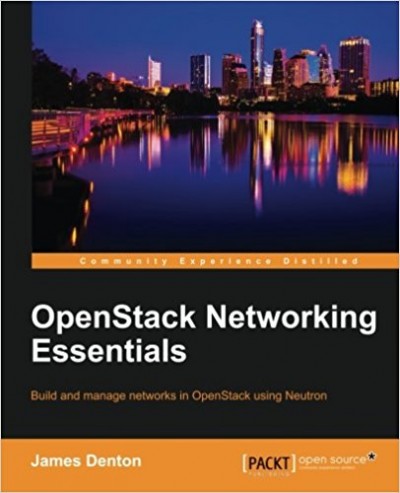 Community Experience Distilled
OpenStack Networking
Essentials
Build and manage networks in OpenStack using Neutron
James Denton
[PACKT] open source*
PUBLISHING